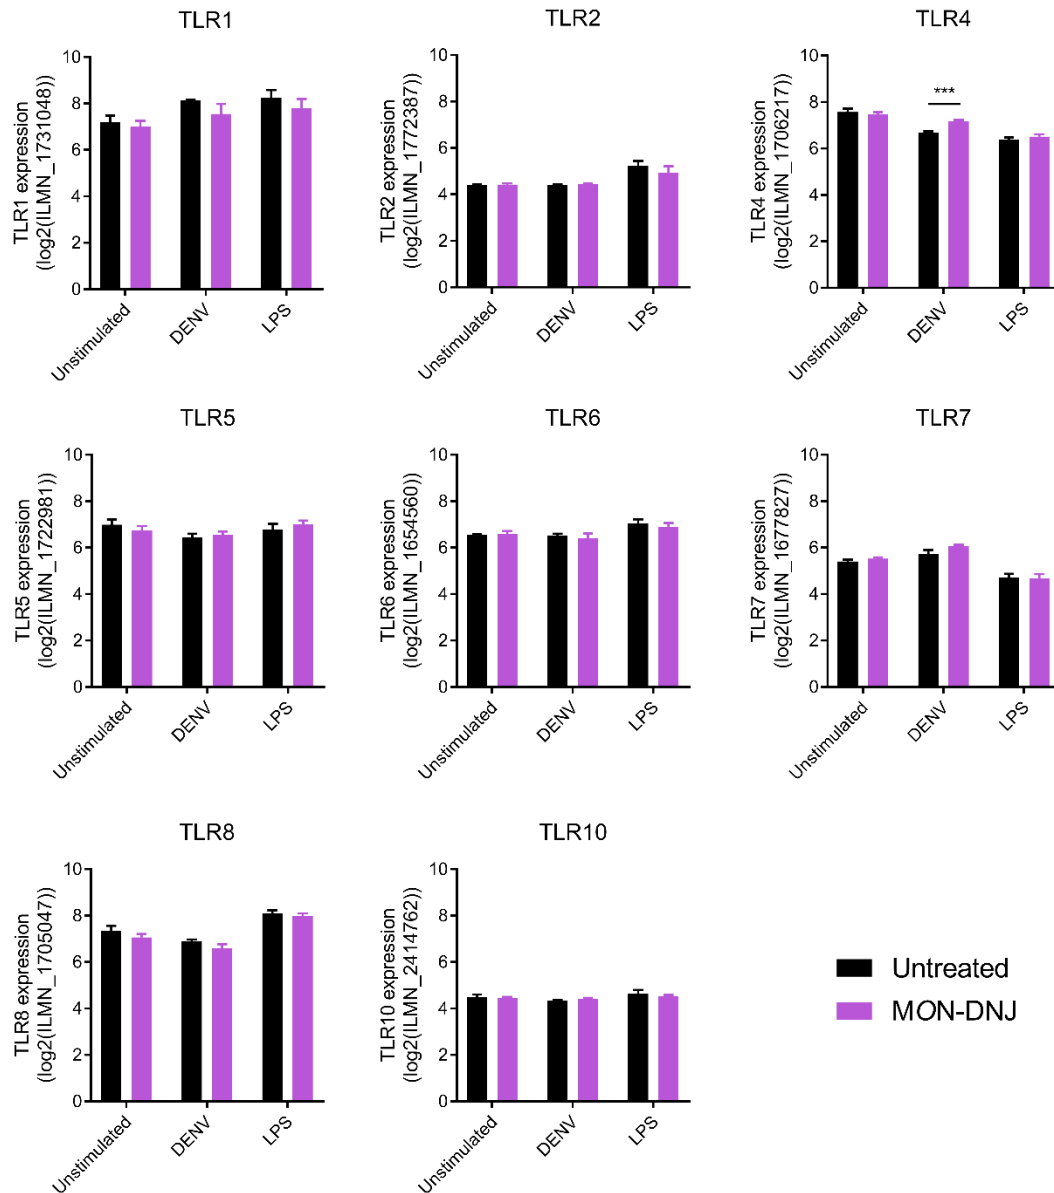 TLR1
TLR1 expression
(log2(ILMN_1731048))
10
8
6
4
2
0
Unstimulated
DENV
LPS
TLR2
TLR2 expression
(log2(ILMN_1772387))
10
8
6
4
2
0
Unstimulated
DENV
LPS
TLR4
TLR4 expression
(log2(ILMN_1706217))
10
8
6
4
2
0
***
Unstimulated
DENV
LPS
TLR5
TLR5 expression
(log2(ILMN_1722981))
10
8
6
4
2
0
Unstimulated
DENV
LPS
TLR6
TLR6 expression
(log2(ILMN_1654560))
10
8
6
4
2
0
Unstimulated
DENV
LPS
TLR7
TLR7 expression
(log2(ILMN_1677827))
10
8
6
4
2
0
Unstimulated
DENV
LPS
TLR8
TLR8 expression
(log2(ILMN_1705047))
10
8
6
4
2
0
Unstimulated
DENV
LPS
TLR10
TLR10 expression
(log2(ILMN_2414762))
10
8
6
4
2
0
Unstimulated
DENV
LPS
Untreated
MON-DNJ